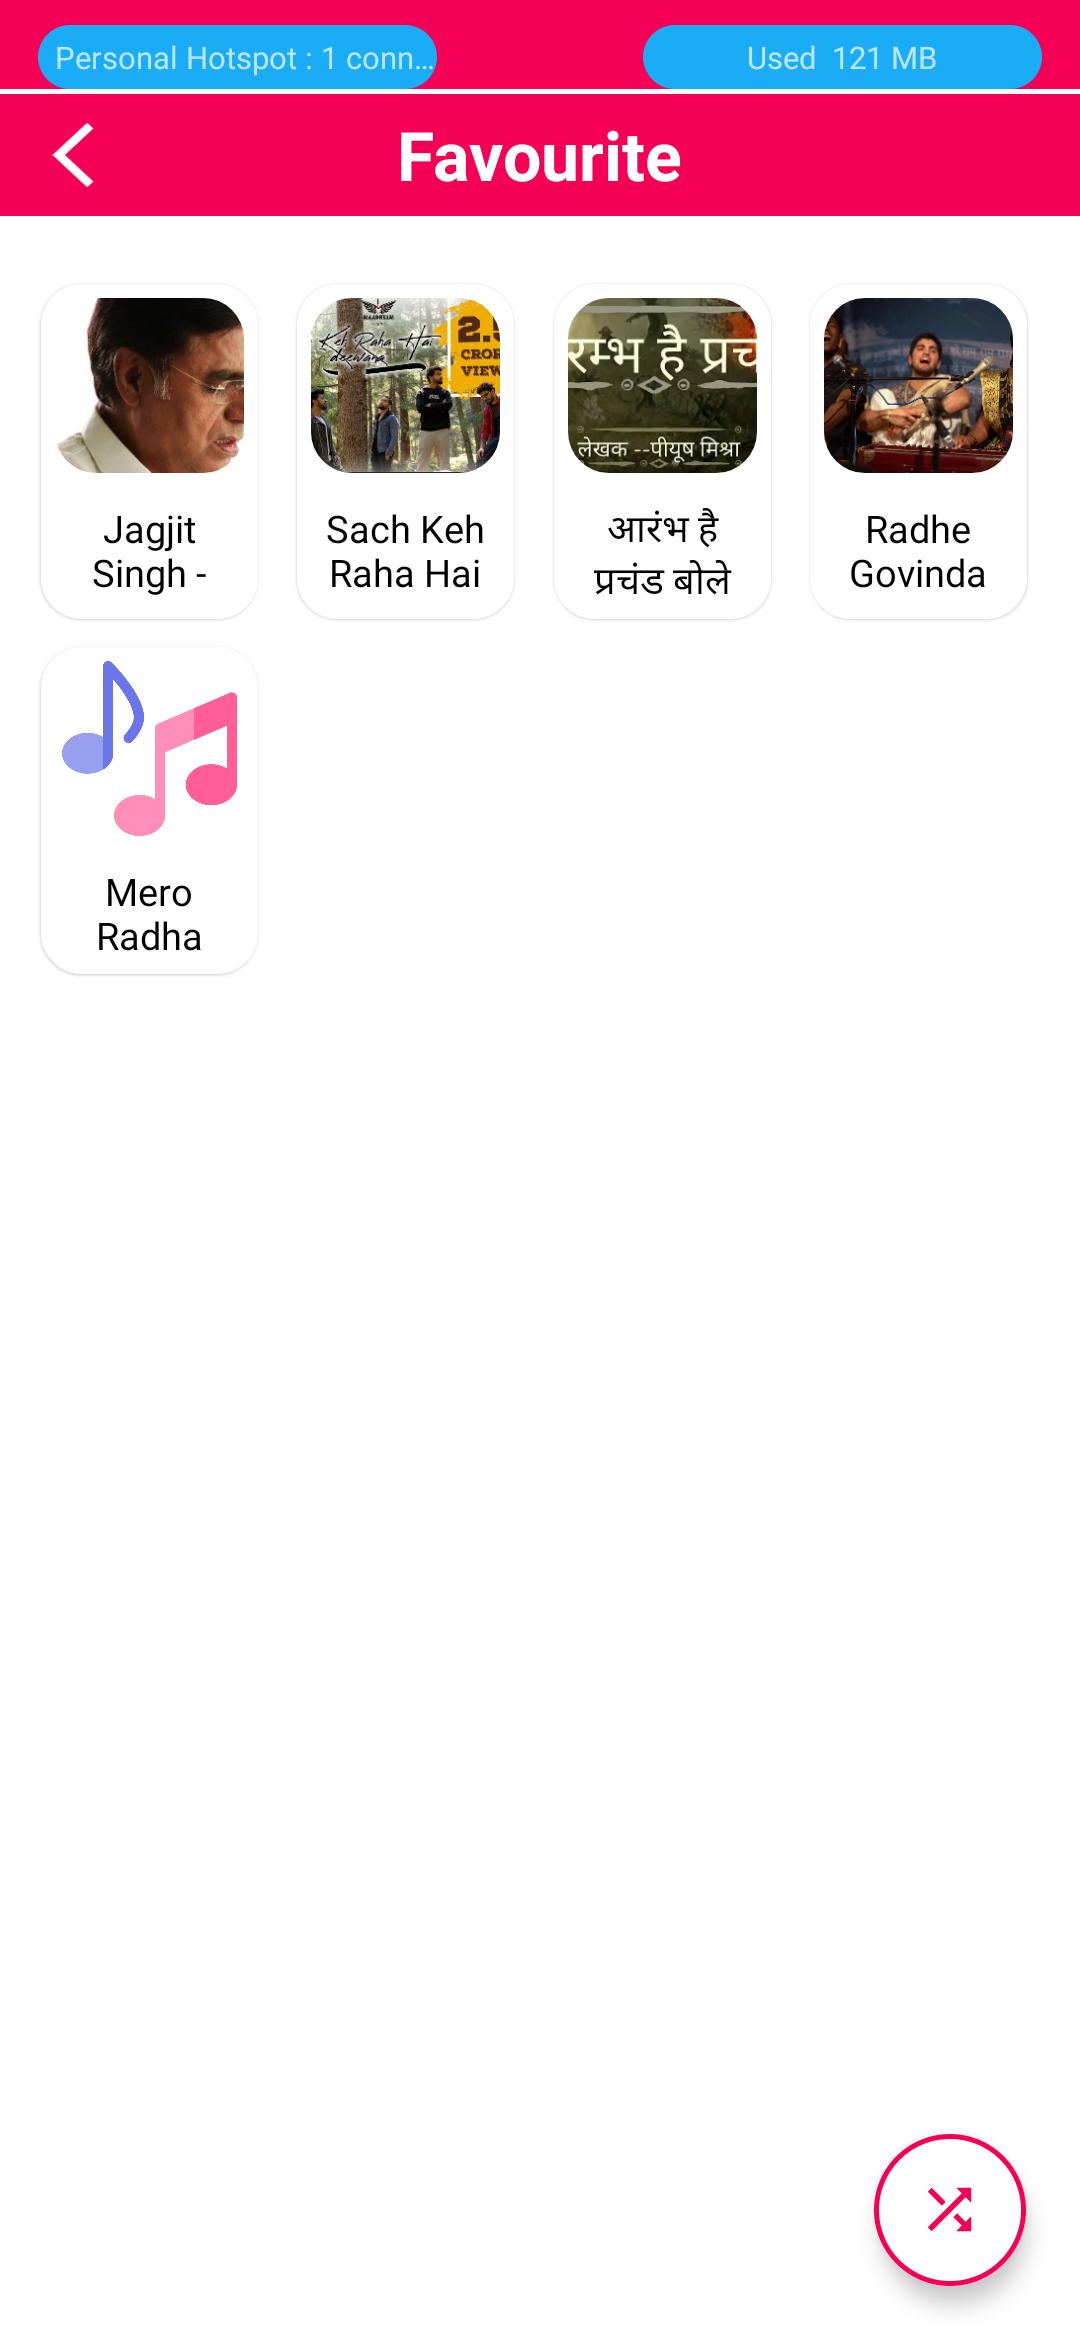 Personal Hotspot : 1 conn...
Used 121 MB
Favourite
Keh Raha Hai
deewana
2.5
CROR
VIEW
रम्भ है प्रच
लेखक --पीयूष मिश्रा
Jagjit
Singh -
Sach Keh
Raha Hai
आरंभ है
प्रचंड बोले
Radhe
Govinda
Mero
Radha